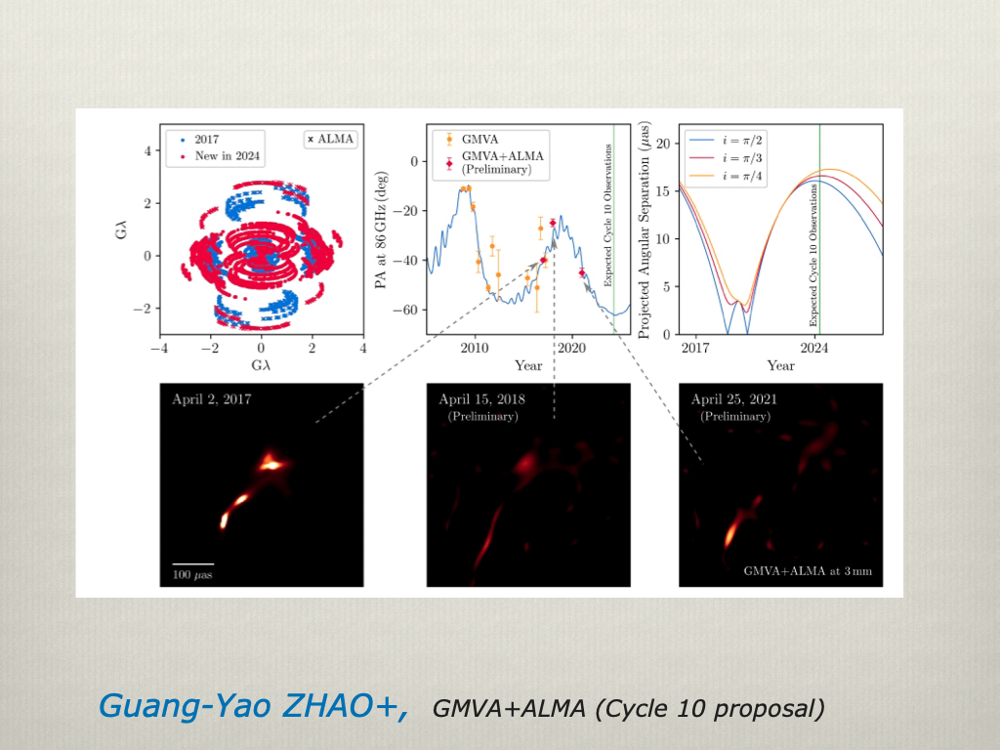 2017
New in 2024
× ALMA
4
2
0
−2
−4
−2
0
2
4
Gλ
Gλ
GMVA
GMVA+ALMA
(Preliminary)
0
−20
−40
−60
PA at 86 GHz (deg)
Expected Cycle 10 Observations
2010
2020
Year
i = π/2
i = π/3
i = π/4
20
15
10
5
0
Projected Angular Separation (μas)
Expected Cycle 10 Observations
2017
2024
Year
April 2, 2017
100 μas
April 15, 2018
(Preliminary)
April 25, 2021
(Preliminary)
GMVA+ALMA at 3 mm
Guang-Yao ZHAO+, GMVA+ALMA (Cycle 10 proposal)